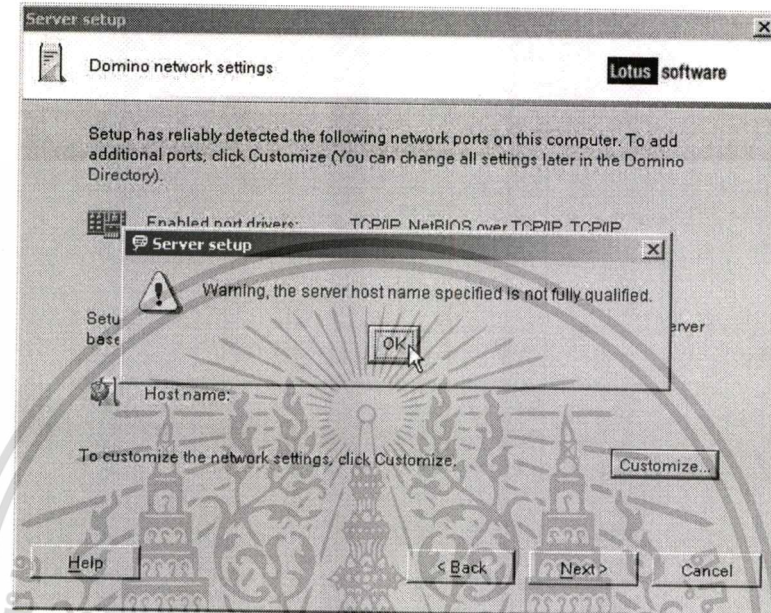 Server setup
Domino network settings
Lotus software
Setup has reliably detected the following network ports on this computer. To add
additional ports, click Customize (You can change all settings later in the Domino
Directory).
Enabled port drivers: TCP/IP, NetBIOS over TCP/IP, TCP/IP
Server setup
Warning, the server host name specified is not fully qualified.
OK
Setu
base
erver
Host name:
To customize the network settings, click Customize.
Customize...
Help
< Back
Next >
Cancel